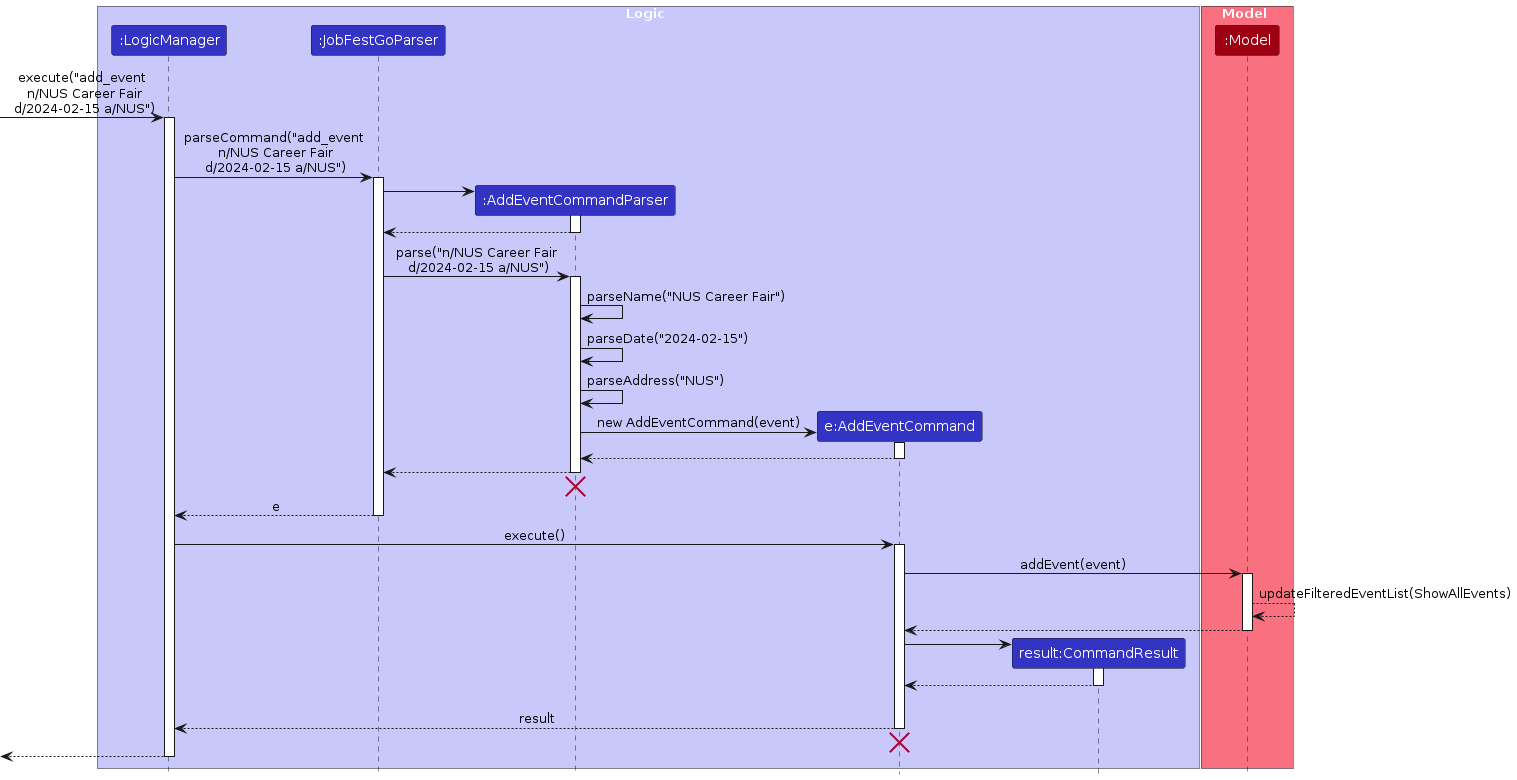 Logic
Model
:LogicManager
:JobFestGoParser
:Model
execute("add_event
n/NUS Career Fair
d/2024-02-15 a/NUS")
parseCommand("add_event
n/NUS Career Fair
d/2024-02-15 a/NUS")
:AddEventCommandParser
parse("n/NUS Career Fair
d/2024-02-15 a/NUS")
parseName("NUS Career Fair")
parseDate("2024-02-15")
parseAddress("NUS")
new AddEventCommand(event)
e:AddEventCommand
e
execute()
addEvent(event)
updateFilteredEventList(ShowAllEvents)
result:CommandResult
result